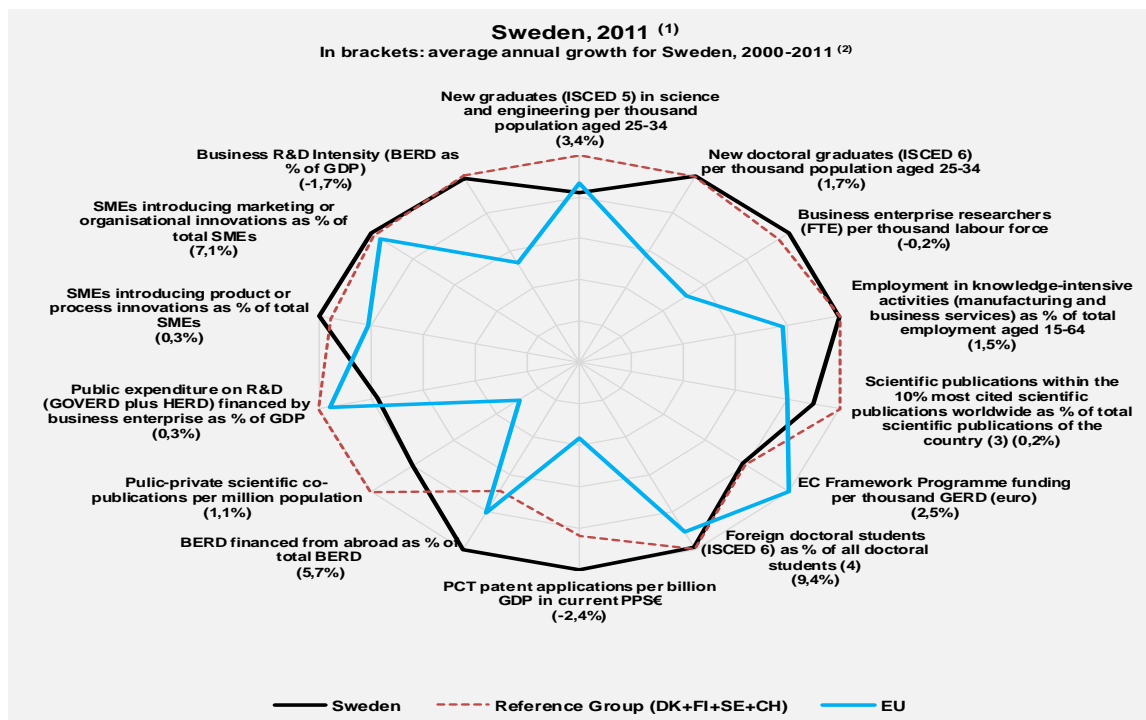 Sweden, 2011 (1)
In brackets: average annual growth for Sweden, 2000-2011 (2)
New graduates (ISCED 5) in science
and engineering per thousand
population aged 25-34
(3,4%)
New doctoral graduates (ISCED 6)
per thousand population aged 25-34
(1,7%)
Business enterprise researchers
(FTE) per thousand labour force
(-0,2%)
Employment in knowledge-intensive
activities (manufacturing and
business services) as % of total
employment aged 15-64
(1,5%)
Scientific publications within the
10% most cited scientific
publications worldwide as % of total
scientific publications of the
country (3) (0,2%)
EC Framework Programme funding
per thousand GERD (euro)
(2,5%)
Foreign doctoral students
(ISCED 6) as % of all doctoral
students (4)
(9,4%)
PCT patent applications per billion
GDP in current PPS€
(-2,4%)
BERD financed from abroad as % of
total BERD
(5,7%)
Pulic-private scientific co-
publications per million population
(1,1%)
Public expenditure on R&D
(GOVERD plus HERD) financed by
business enterprise as % of GDP
(0,3%)
SMEs introducing product or
process innovations as % of total
SMEs
(0,3%)
SMEs introducing marketing or
organisational innovations as % of
total SMEs
(7,1%)
Business R&D Intensity (BERD as
% of GDP)
(-1,7%)
Sweden
Reference Group (DK+FI+SE+CH)
EU